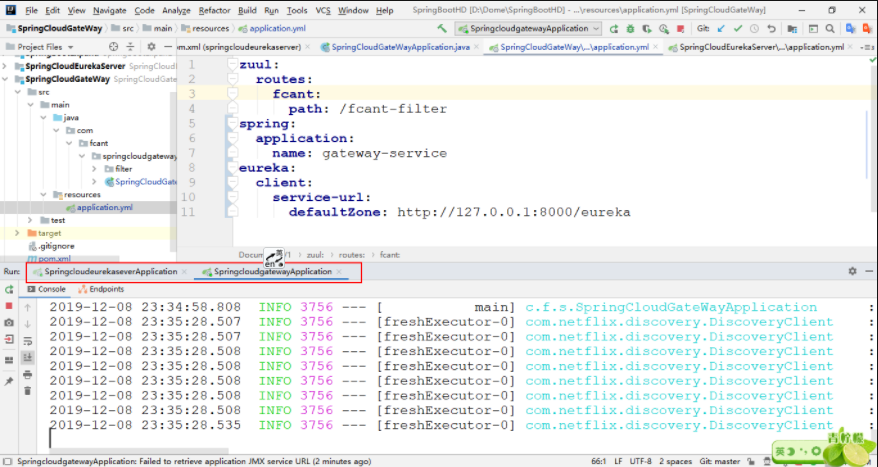 File Edit View Navigate Code Analyze Refactor Build Run Tools VCS Window Help SpringBootHD [D:\Dome\SpringBootHD] - ...\resources\application.yml [SpringCloudGateWay]
SpringCloudGateWay src main resources application.yml SpringcloudgatewayApplication Git:
Project Files om.xml (springcloudeurekaserver) SpringCloudGateWayApplication.java SpringCloudGateWay\...\application.yml SpringCloudEurekaServer\...\application.yml
SpringCloudEurekaServer SpringCloudE
SpringCloudGateWay SpringCloudGate
src
main
java
com
fcant
springcloudgateway
filter
SpringCloudGate
resources
application.yml
test
target
.gitignore
pom.xml
1 zuul:
2 routes:
3 fcant:
4 path: /fcant-filter
5 spring:
6 application:
7 name: gateway-service
8 eureka:
9 client:
10 service-url:
11 defaultZone: http://127.0.0.1:8000/eureka
Docum 1/1 zuul: routes: fcant:
英
en
Run: SpringcloudeurekaseverApplication SpringcloudgatewayApplication
Console Endpoints
2019-12-08 23:34:58.808 INFO 3756 --- [ main] c.f.s.SpringCloudGateWayApplication :
2019-12-08 23:35:28.507 INFO 3756 --- [freshExecutor-0] com.netflix.discovery.DiscoveryClient :
2019-12-08 23:35:28.507 INFO 3756 --- [freshExecutor-0] com.netflix.discovery.DiscoveryClient :
2019-12-08 23:35:28.508 INFO 3756 --- [freshExecutor-0] com.netflix.discovery.DiscoveryClient :
2019-12-08 23:35:28.508 INFO 3756 --- [freshExecutor-0] com.netflix.discovery.DiscoveryClient :
2019-12-08 23:35:28.508 INFO 3756 --- [freshExecutor-0] com.netflix.discovery.DiscoveryClient :
2019-12-08 23:35:28.508 INFO 3756 --- [freshExecutor-0] com.netflix.discovery.DiscoveryClient :
2019-12-08 23:35:28.508 INFO 3756 --- [freshExecutor-0] com.netflix.discovery.DiscoveryClient :
2019-12-08 23:35:28.535 INFO 3756 --- [freshExecutor-0] com.netflix.discovery.DiscoveryClient :
青柠檬
英
SpringcloudgatewayApplication: Failed to retrieve application JMX service URL (2 minutes ago) 66:1 LF UTF-8 2 spaces Git: master